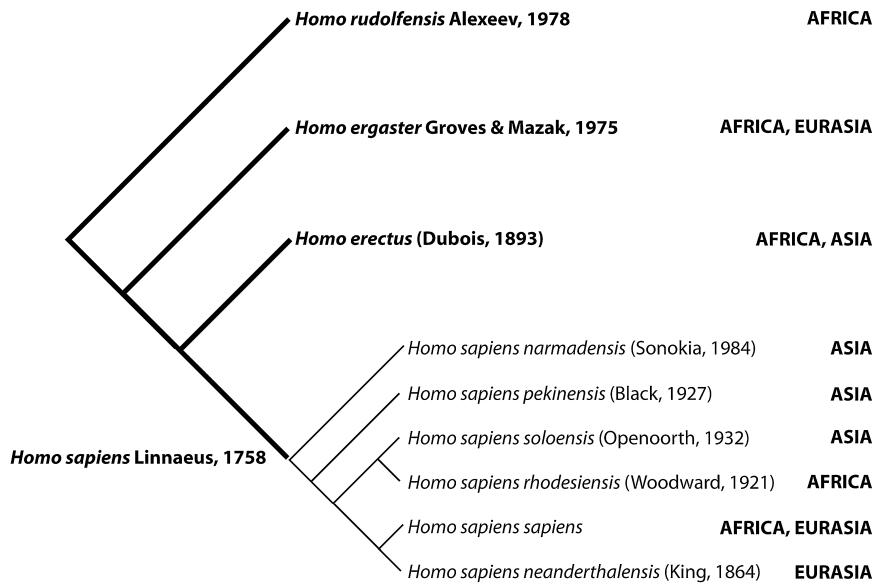 Homo rudolfensis Alexeev, 1978 AFRICA
Homo ergaster Groves & Mazak, 1975 AFRICA, EURASIA
Homo erectus (Dubois, 1893) AFRICA, ASIA
Homo sapiens narmadensis (Sonokia, 1984) ASIA
Homo sapiens pekinensis (Black, 1927) ASIA
Homo sapiens soloensis (Openoorth, 1932) ASIA
Homo sapiens Linnaeus, 1758
Homo sapiens rhodesiensis (Woodward, 1921) AFRICA
Homo sapiens sapiens AFRICA, EURASIA
Homo sapiens neanderthalensis (King, 1864) EURASIA